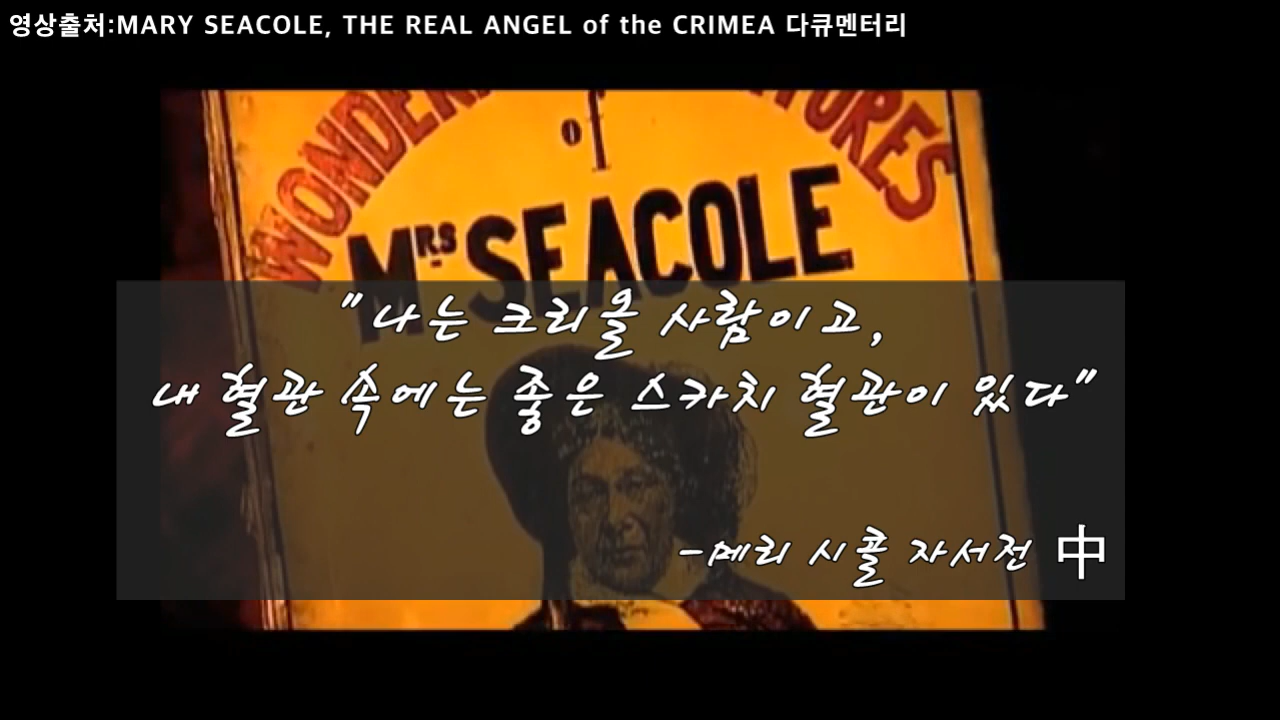 영상출처:MARY SEACOLE, THE REAL ANGEL of the CRIMEA 다큐멘터리
of
MRS SEACOLE
"나는 크리올 사람이고,
내 혈관 속에는 좋은 스카치 혈관이 있다"
-메리 시콜 자서전 中